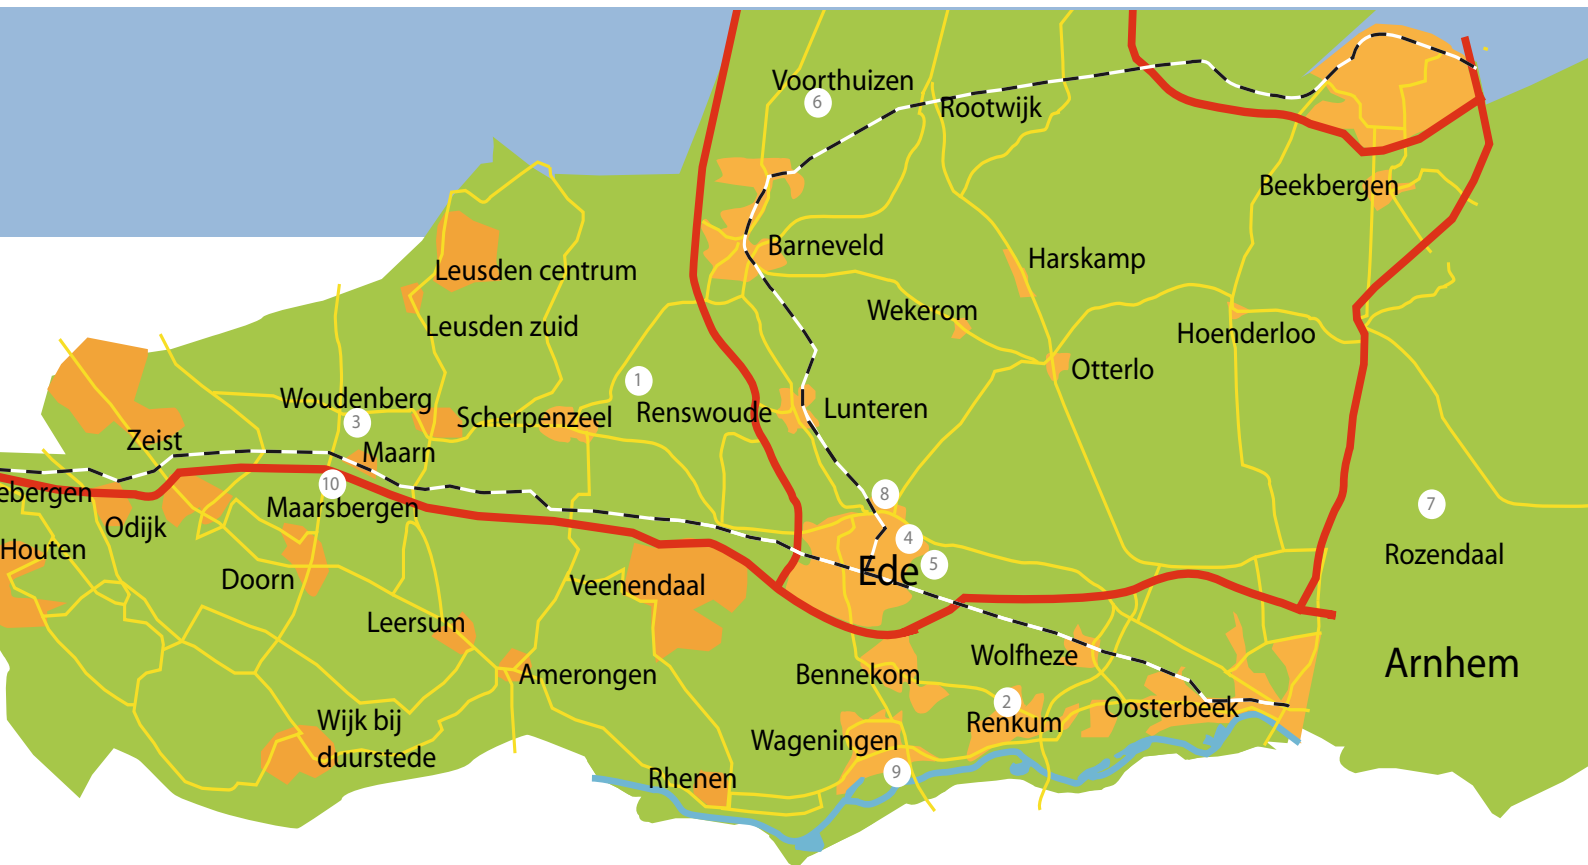 Voorthuizen
6
Rootwijk
Beekbergen
Barneveld
Harskamp
Leusden centrum
Wekerom
Leusden zuid
Hoenderloo
Otterlo
1
Woudenberg
Scherpenzeel
Renswoude
Lunteren
3
Zeist
Maarn
10
8
ebergen
Maarsbergen
7
Odijk
4
Houten
Rozendaal
5
Ede
Doorn
Veenendaal
Leersum
Wolfheze
Arnhem
Amerongen
Bennekom
2
Oosterbeek
Renkum
Wijk bij
duurstede
Wageningen
9
Rhenen